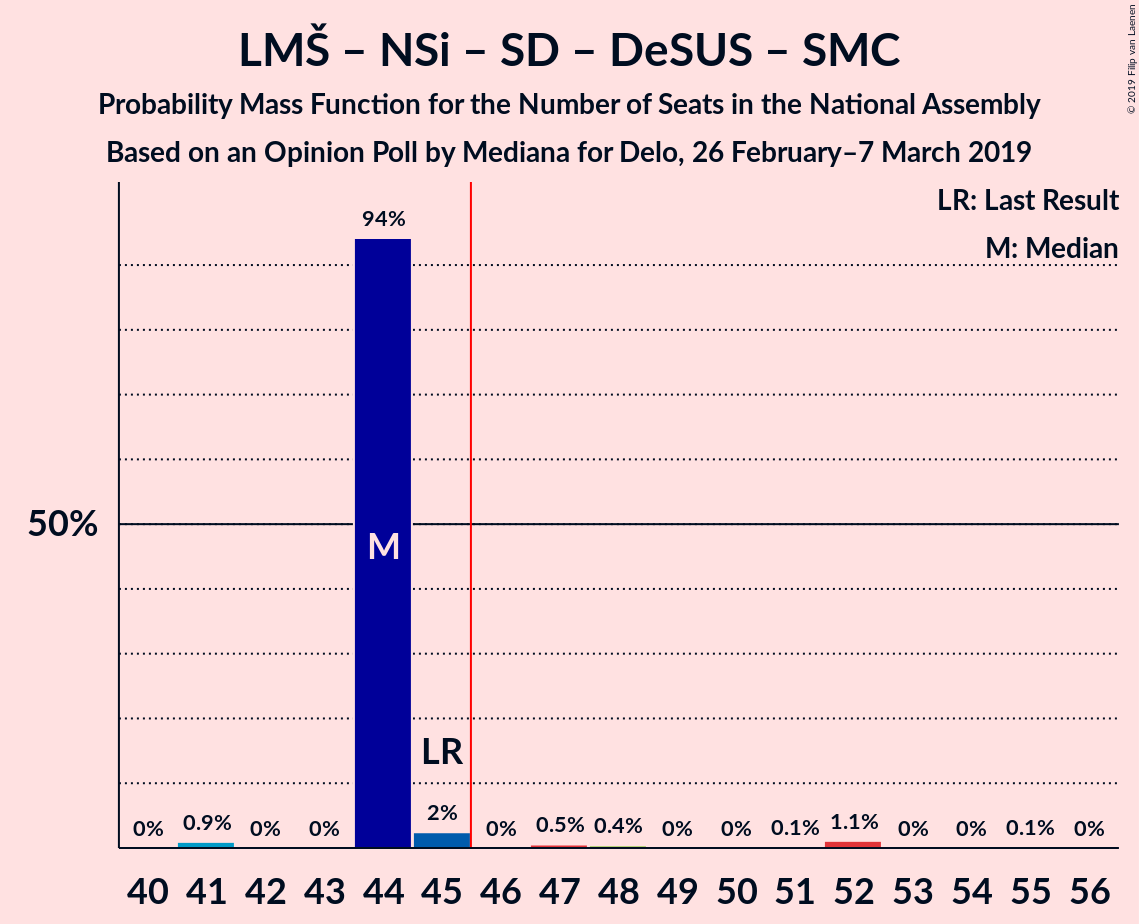 LMŠ – NSi – SD – DeSUS – SMC
Probability Mass Function for the Number of Seats in the National Assembly
Based on an Opinion Poll by Mediana for Delo, 26 February–7 March 2019
© 2019 Filip van Laenen
LR: Last Result
M: Median
94%
50%
M
LR
0% 0.9% 0% 0% 2% 0% 0.5% 0.4% 0% 0% 0.1% 1.1% 0% 0% 0.1% 0%
40 41 42 43 44 45 46 47 48 49 50 51 52 53 54 55 56